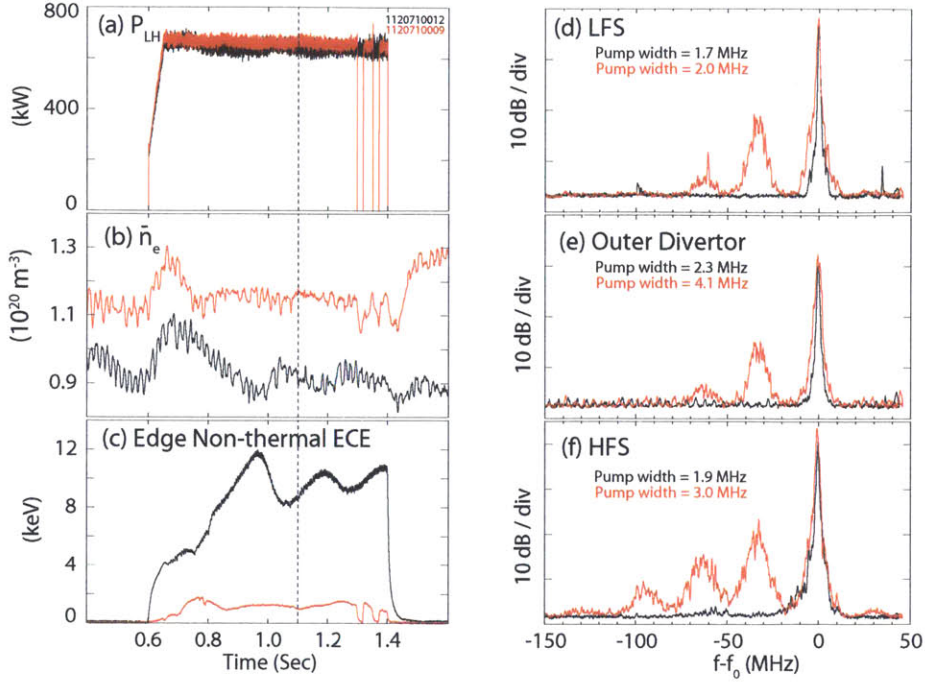 (a) P_LH
1120710012
1120710009
(kW)
800
400
0
(b) n̄_e
(10²⁰ m⁻³)
1.3
1.1
0.9
(c) Edge Non-thermal ECE
(keV)
12
8
4
0
0.6 0.8 1.0 1.2 1.4
Time (Sec)
(d) LFS
Pump width = 1.7 MHz
Pump width = 2.0 MHz
10 dB / div
(e) Outer Divertor
Pump width = 2.3 MHz
Pump width = 4.1 MHz
10 dB / div
(f) HFS
Pump width = 1.9 MHz
Pump width = 3.0 MHz
10 dB / div
-150 -100 -50 0 50
f-f₀ (MHz)